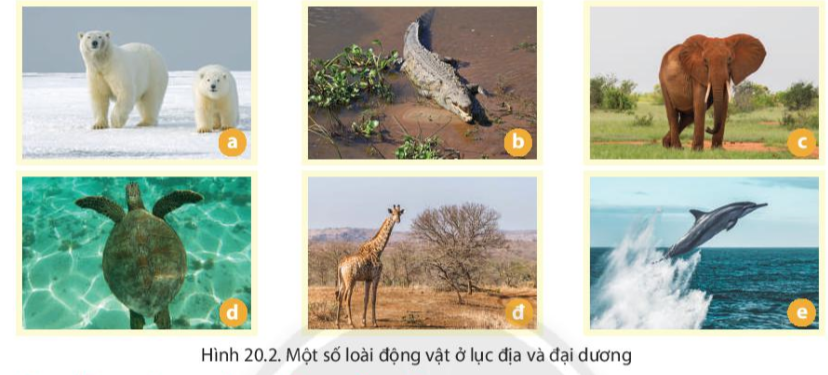 a
b
c
d
đ
e
Hình 20.2. Một số loài động vật ở lục địa và đại dương